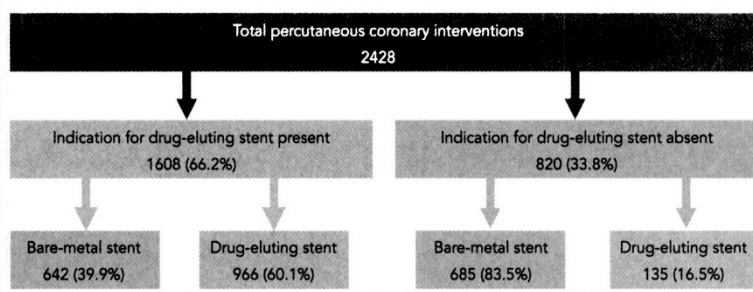 Total percutaneous coronary interventions
2428
Indication for drug-eluting stent present
1608 (66.2%)
Indication for drug-eluting stent absent
820 (33.8%)
Bare-metal stent
642 (39.9%)
Drug-eluting stent
966 (60.1%)
Bare-metal stent
685 (83.5%)
Drug-eluting stent
135 (16.5%)